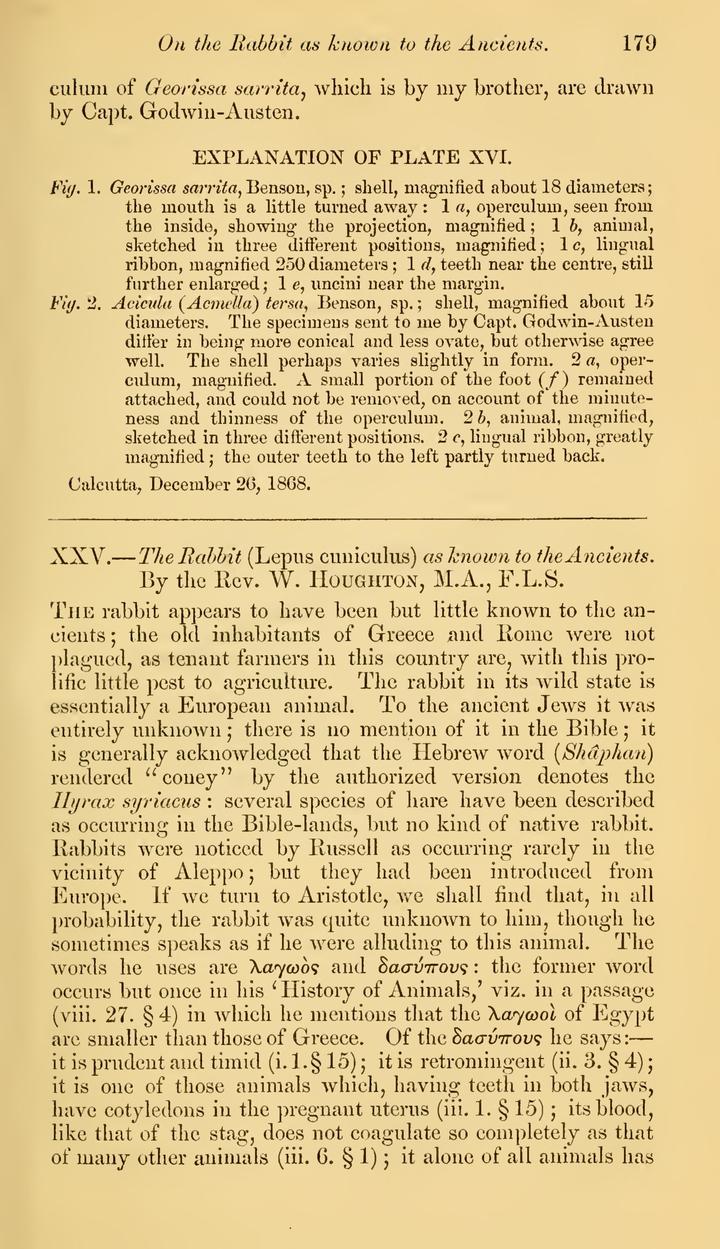 On the Rabbit as known to the Ancients. 179
culum of Georissa sarrita, which is by my brother, are drawn
by Capt. Godwin-Austen.
EXPLANATION OF PLATE XVI.
Fig. 1. Georissa sarrita, Benson, sp.; shell, magnified about 18 diameters;
the mouth is a little turned away: 1 a, operculum, seen from
the inside, showing the projection, magnified; 1 b, animal,
sketched in three different positions, magnified; 1 c, lingual
ribbon, magnified 250 diameters; 1 d, teeth near the centre, still
further enlarged; 1 e, uncini near the margin.
Fig. 2. Acicula (Acmella) tersa, Benson, sp.; shell, magnified about 15
diameters. The specimens sent to me by Capt. Godwin-Austen
differ in being more conical and less ovate, but otherwise agree
well. The shell perhaps varies slightly in form. 2 a, oper-
culum, magnified. A small portion of the foot (f) remained
attached, and could not be removed, on account of the minute-
ness and thinness of the operculum. 2 b, animal, magnified,
sketched in three different positions. 2 c, lingual ribbon, greatly
magnified; the outer teeth to the left partly turned back.
Calcutta, December 26, 1868.
XXV.—The Rabbit (Lepus cuniculus) as known to the Ancients.
By the Rev. W. HOUGHTON, M.A., F.L.S.
THE rabbit appears to have been but little known to the an-
cients; the old inhabitants of Greece and Rome were not
plagued, as tenant farmers in this country are, with this pro-
lific little pest to agriculture. The rabbit in its wild state is
essentially a European animal. To the ancient Jews it was
entirely unknown; there is no mention of it in the Bible; it
is generally acknowledged that the Hebrew word (Shâphan)
rendered "coney" by the authorized version denotes the
Hyrax syriacus: several species of hare have been described
as occurring in the Bible-lands, but no kind of native rabbit.
Rabbits were noticed by Russell as occurring rarely in the
vicinity of Aleppo; but they had been introduced from
Europe. If we turn to Aristotle, we shall find that, in all
probability, the rabbit was quite unknown to him, though he
sometimes speaks as if he were alluding to this animal. The
words he uses are λαγωὸς and δασύπους: the former word
occurs but once in his 'History of Animals,' viz. in a passage
(viii. 27. § 4) in which he mentions that the λαγωοὶ of Egypt
are smaller than those of Greece. Of the δασύπους he says:—
it is prudent and timid (i. 1. § 15); it is retromingent (ii. 3. § 4);
it is one of those animals which, having teeth in both jaws,
have cotyledons in the pregnant uterus (iii. 1. § 15); its blood,
like that of the stag, does not coagulate so completely as that
of many other animals (iii. 6. § 1); it alone of all animals has